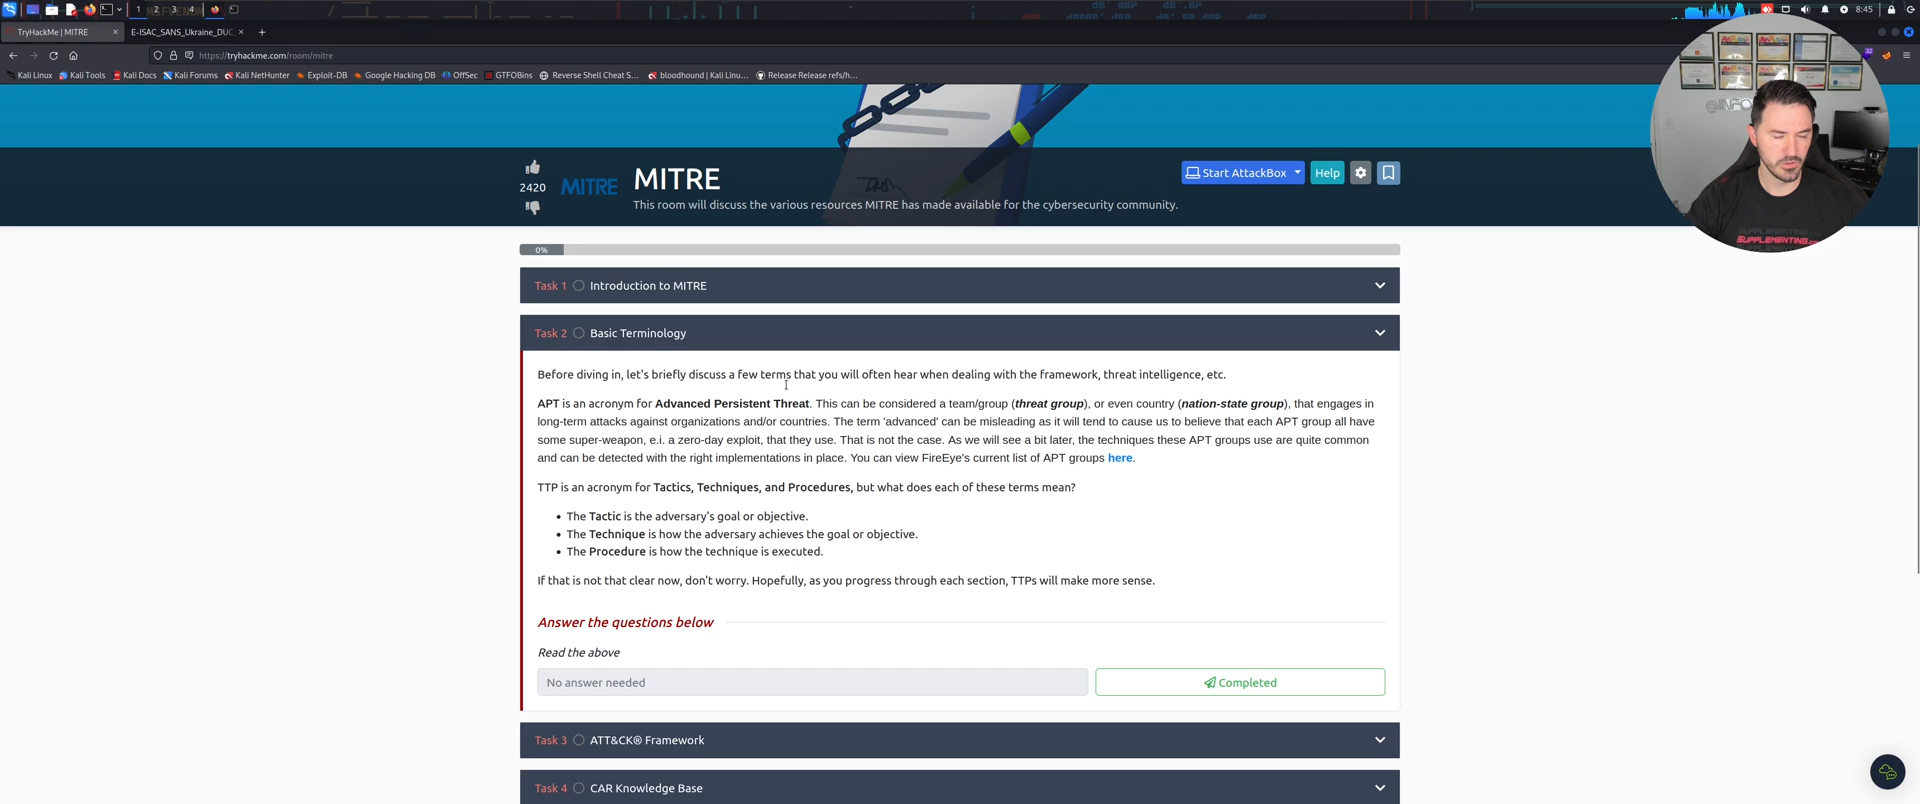 1 2 3 4 8:45
TryHackMe | MITRE × E-ISAC_SANS_Ukraine_DUC × +
https://tryhackme.com/room/mitre
Kali Linux Kali Tools Kali Docs Kali Forums Kali NetHunter Exploit-DB Google Hacking DB OffSec GTFOBins Reverse Shell Cheat S... bloodhound | Kali Linu... Release Release refs/h...
2420
MITRE
MITRE
Start AttackBox
Help
This room will discuss the various resources MITRE has made available for the cybersecurity community.
0%
Task 1 Introduction to MITRE
Task 2 Basic Terminology
Before diving in, let's briefly discuss a few terms that you will often hear when dealing with the framework, threat intelligence, etc.
APT is an acronym for Advanced Persistent Threat. This can be considered a team/group (threat group), or even country (nation-state group), that engages in
long-term attacks against organizations and/or countries. The term 'advanced' can be misleading as it will tend to cause us to believe that each APT group all have
some super-weapon, e.i. a zero-day exploit, that they use. That is not the case. As we will see a bit later, the techniques these APT groups use are quite common
and can be detected with the right implementations in place. You can view FireEye's current list of APT groups here.
TTP is an acronym for Tactics, Techniques, and Procedures, but what does each of these terms mean?
• The Tactic is the adversary's goal or objective.
• The Technique is how the adversary achieves the goal or objective.
• The Procedure is how the technique is executed.
If that is not that clear now, don't worry. Hopefully, as you progress through each section, TTPs will make more sense.
Answer the questions below
Read the above
No answer needed
Completed
Task 3 ATT&CK® Framework
Task 4 CAR Knowledge Base